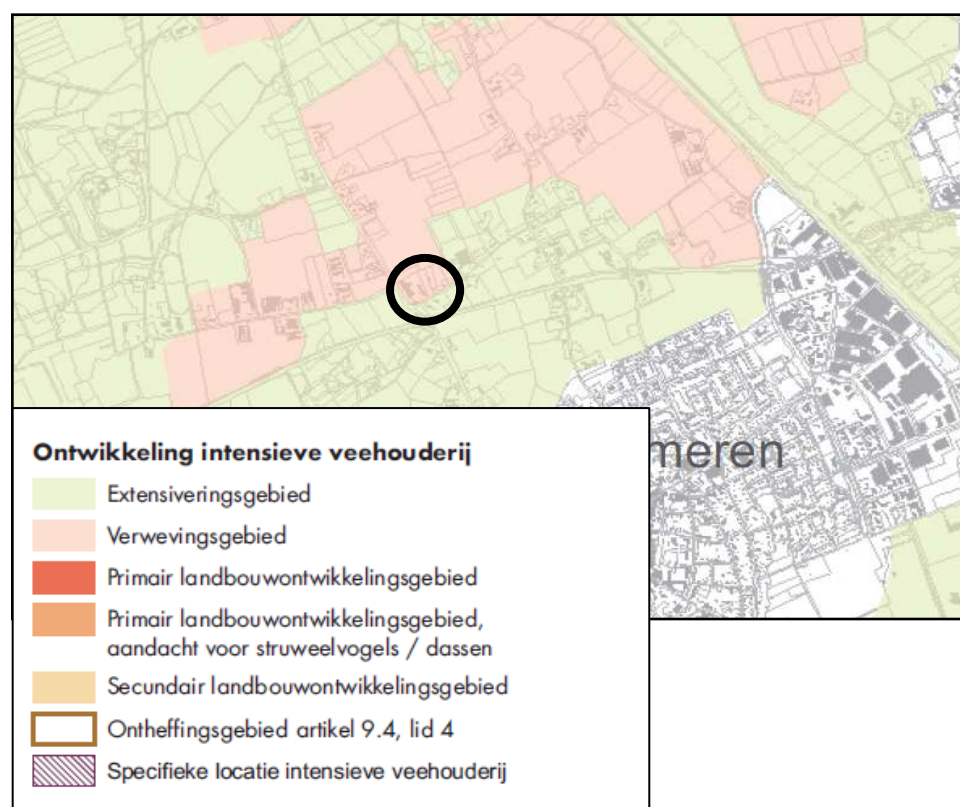 meren
Ontwikkeling intensieve veehouderij
Extensiveringsgebied
Verwevingsgebied
Primair landbouwontwikkelingsgebied
Primair landbouwontwikkelingsgebied,
aandacht voor struweelvogels / dassen
Secundair landbouwontwikkelingsgebied
Ontheffingsgebied artikel 9.4, lid 4
Specifieke locatie intensieve veehouderij